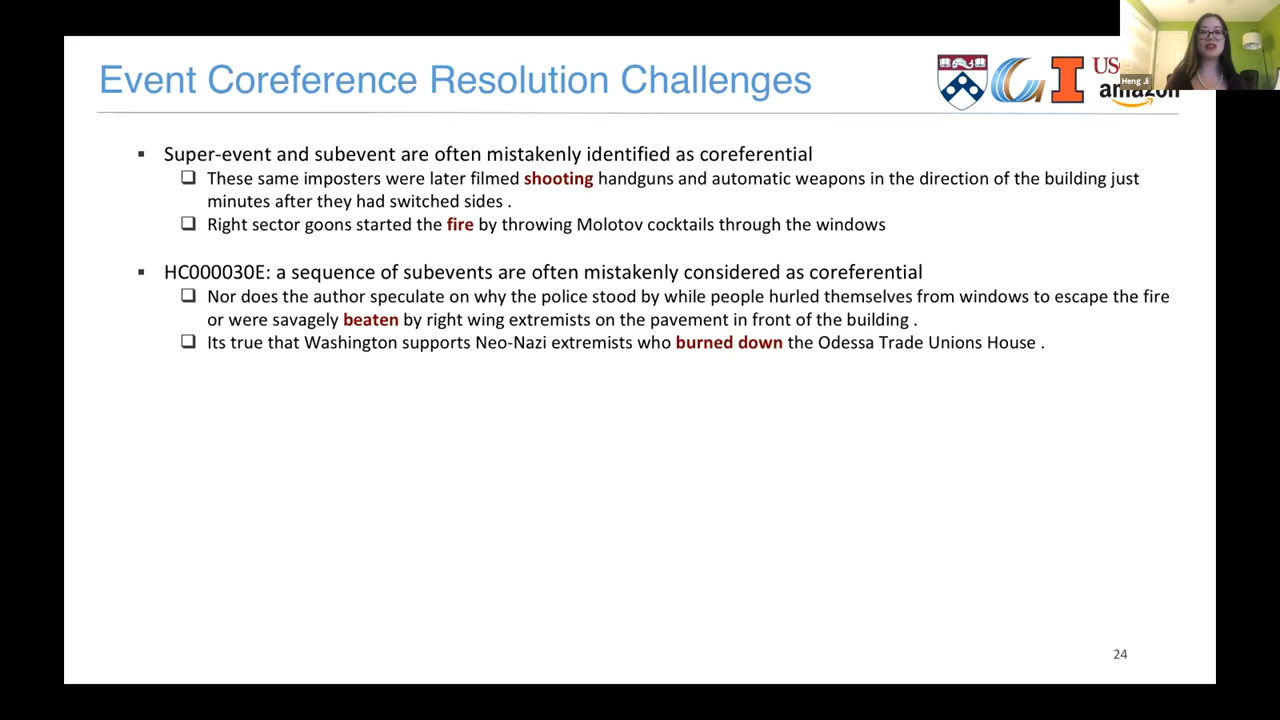 Event Coreference Resolution Challenges
US
amazon
Heng Ji
▪ Super-event and subevent are often mistakenly identified as coreferential
❑ These same imposters were later filmed shooting handguns and automatic weapons in the direction of the building just
minutes after they had switched sides .
❑ Right sector goons started the fire by throwing Molotov cocktails through the windows
▪ HC000030E: a sequence of subevents are often mistakenly considered as coreferential
❑ Nor does the author speculate on why the police stood by while people hurled themselves from windows to escape the fire
or were savagely beaten by right wing extremists on the pavement in front of the building .
❑ Its true that Washington supports Neo-Nazi extremists who burned down the Odessa Trade Unions House .
24